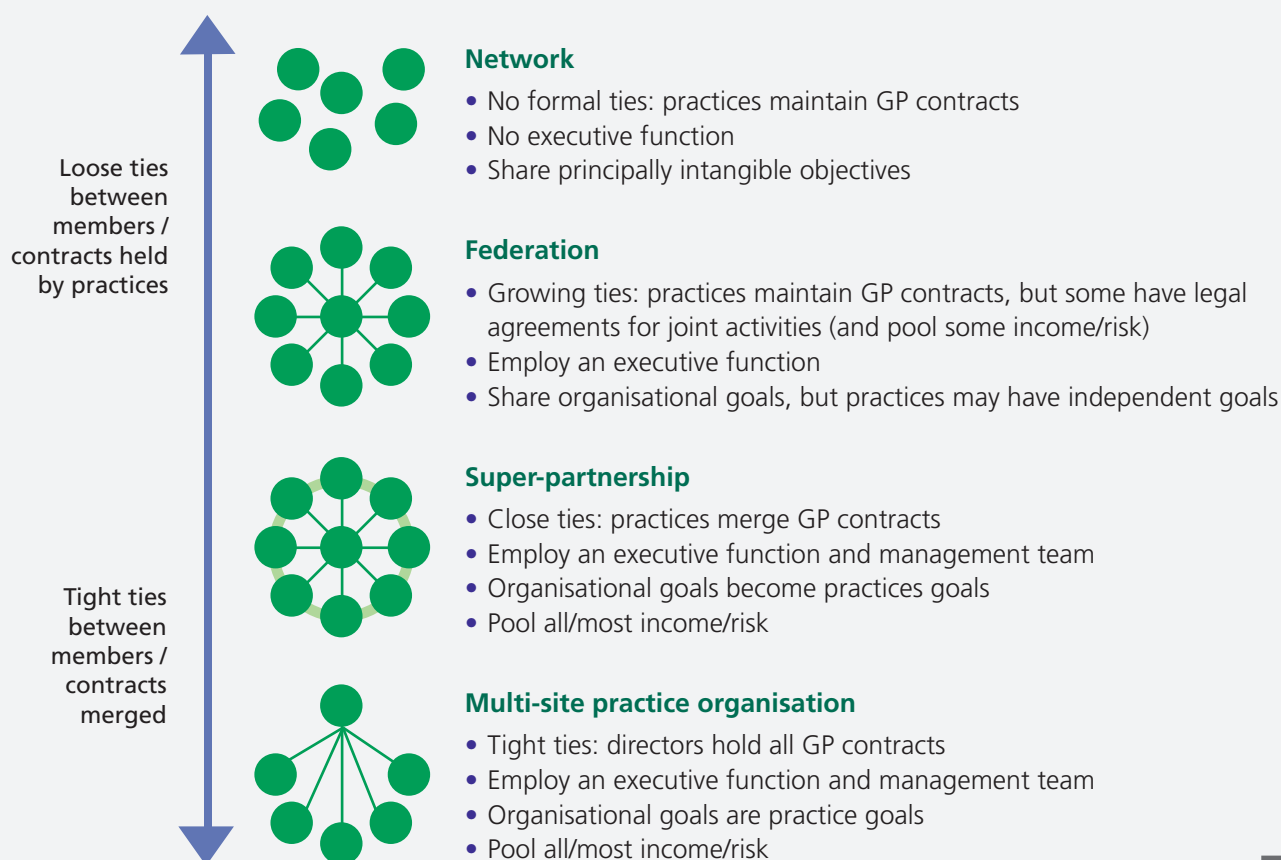 Loose ties
between
members /
contracts held
by practices
Tight ties
between
members /
contracts
merged
Network
• No formal ties: practices maintain GP contracts
• No executive function
• Share principally intangible objectives
Federation
• Growing ties: practices maintain GP contracts, but some have legal
agreements for joint activities (and pool some income/risk)
• Employ an executive function
• Share organisational goals, but practices may have independent goals
Super-partnership
• Close ties: practices merge GP contracts
• Employ an executive function and management team
• Organisational goals become practices goals
• Pool all/most income/risk
Multi-site practice organisation
• Tight ties: directors hold all GP contracts
• Employ an executive function and management team
• Organisational goals are practice goals
• Pool all/most income/risk